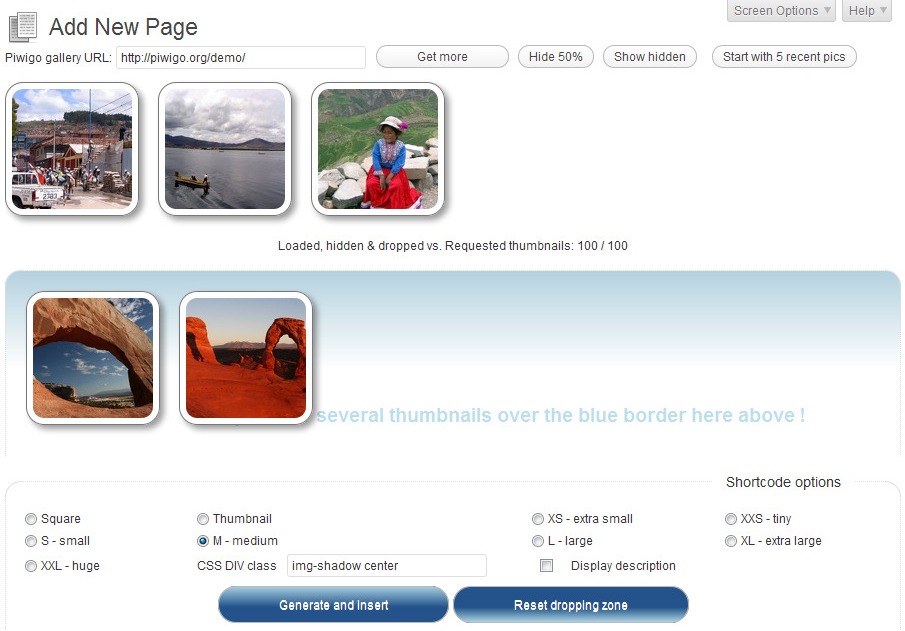 Screen Options Help
Add New Page
Piwigo gallery URL: http://piwigo.org/demo/ Get more Hide 50% Show hidden Start with 5 recent pics
2783
Loaded, hidden & dropped vs. Requested thumbnails: 100 / 100
several thumbnails over the blue border here above !
Shortcode options
Square Thumbnail XS - extra small XXS - tiny
S - small M - medium L - large XL - extra large
XXL - huge CSS DIV class img-shadow center Display description
Generate and insert Reset dropping zone